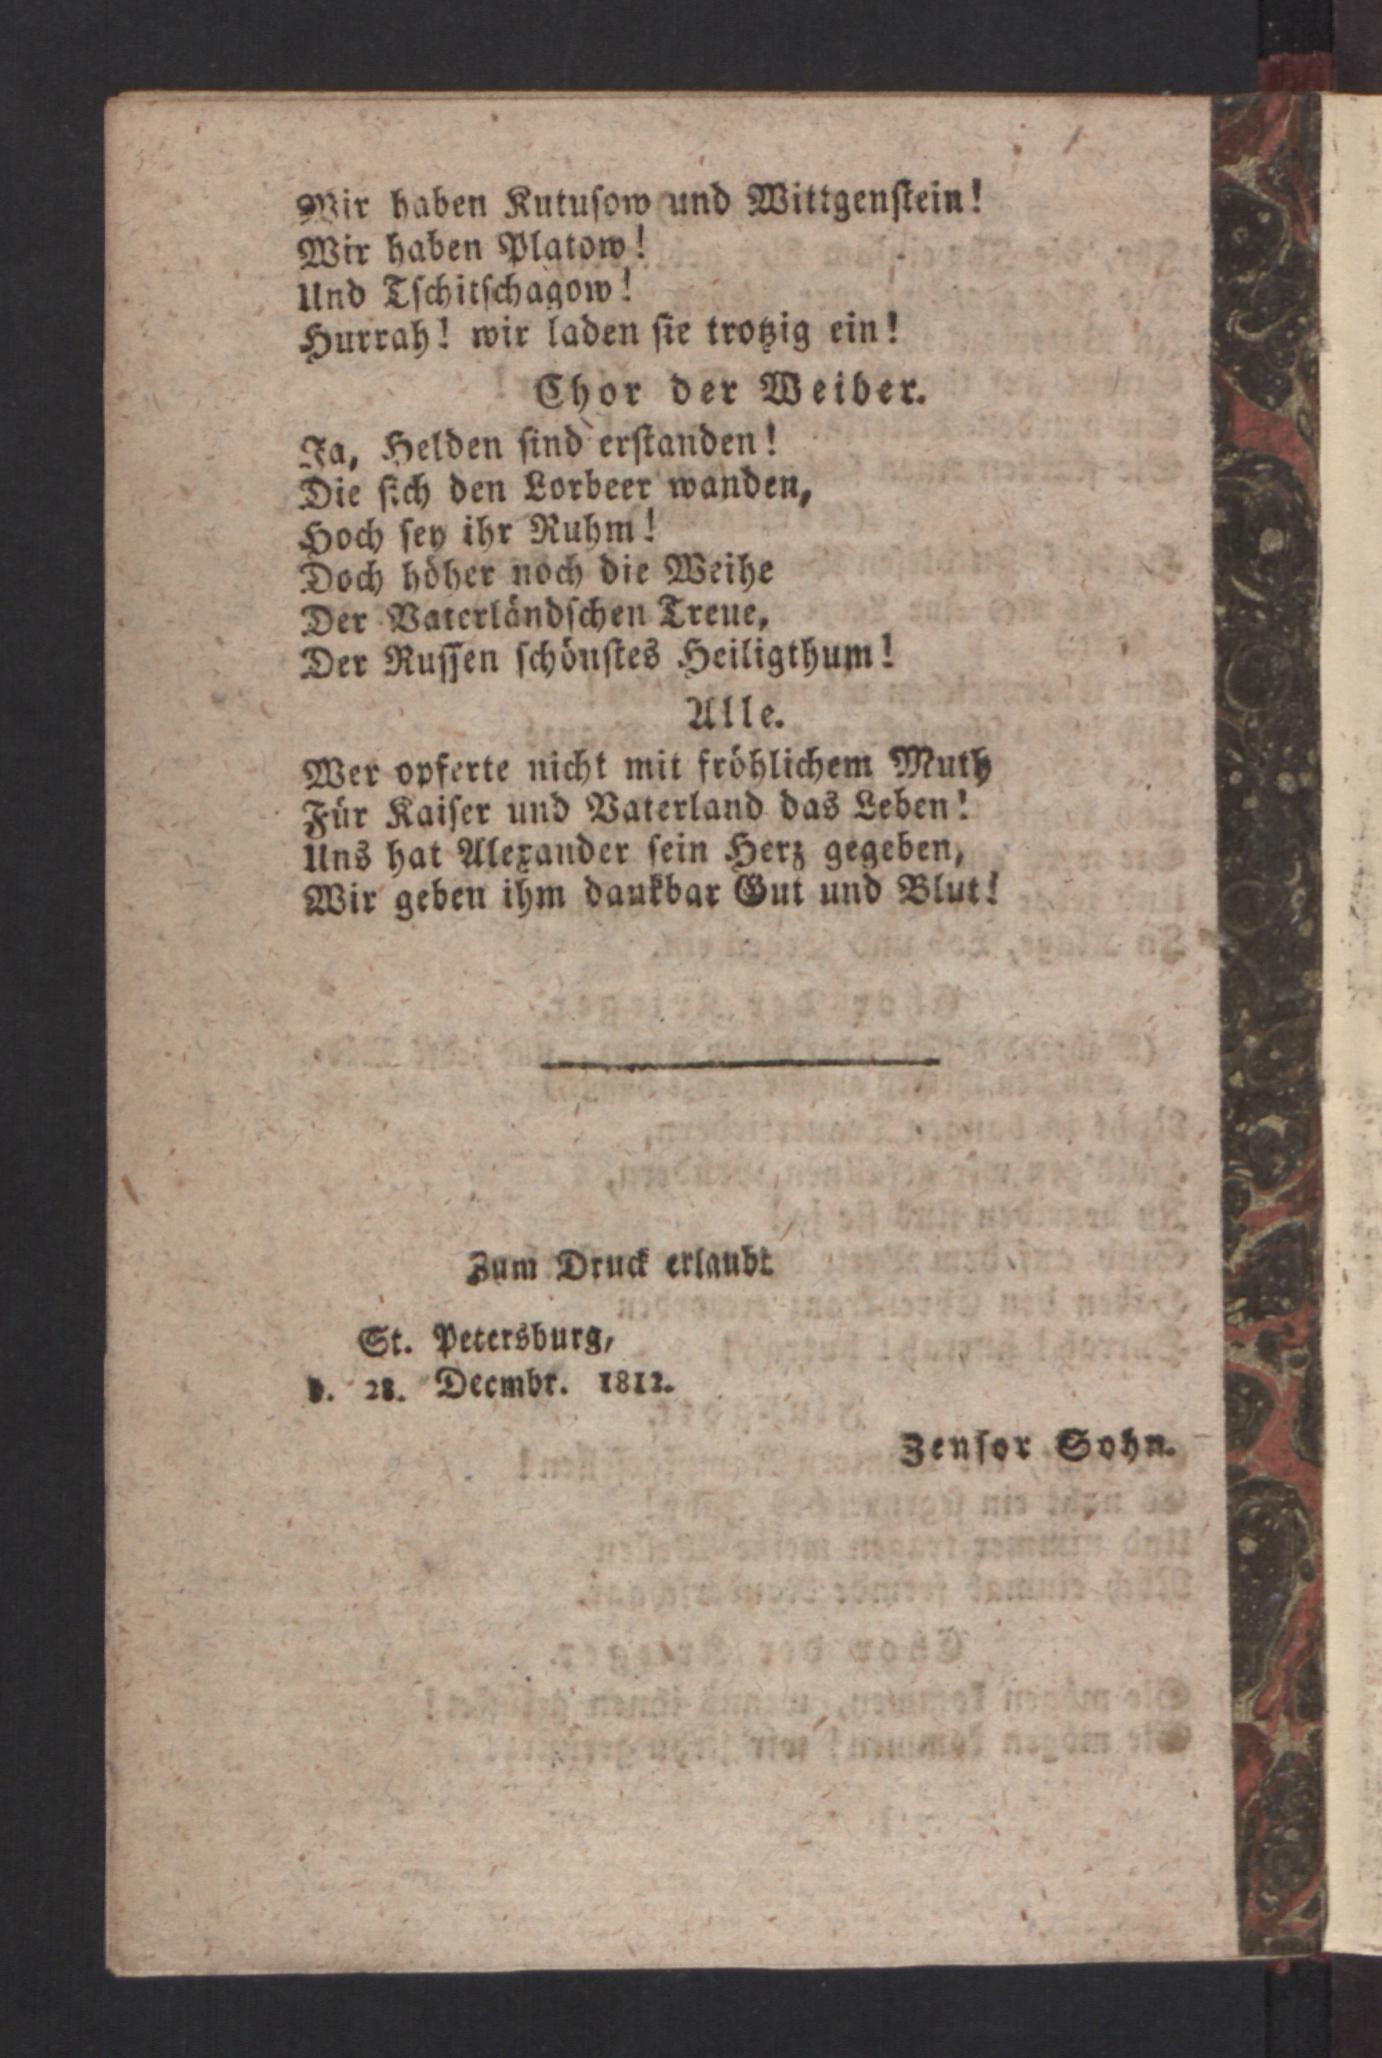 Wir haben Kutusow und Wittgenstein!
Wir haben Platow!
Und Tschitschagow!
Hurrah! wir laden sie trotzig ein!
Chor der Weiber.
Ja, Helden sind erstanden!
Die sich den Lorbeer wanden,
Hoch sey ihr Ruhm!
Doch höher noch die Weihe
Der Vaterländschen Treue,
Der Russen schönstes Heiligthum!
Alle.
Wer opferte nicht mit fröhlichem Muth
Für Kaiser und Vaterland das Leben!
Uns hat Alexander sein Herz gegeben,
Wir geben ihm dankbar Gut und Blut!
Zum Druck erlaubt
St. Petersburg,
d. 28. Decmbr. 1812.
Zensor Sohn.